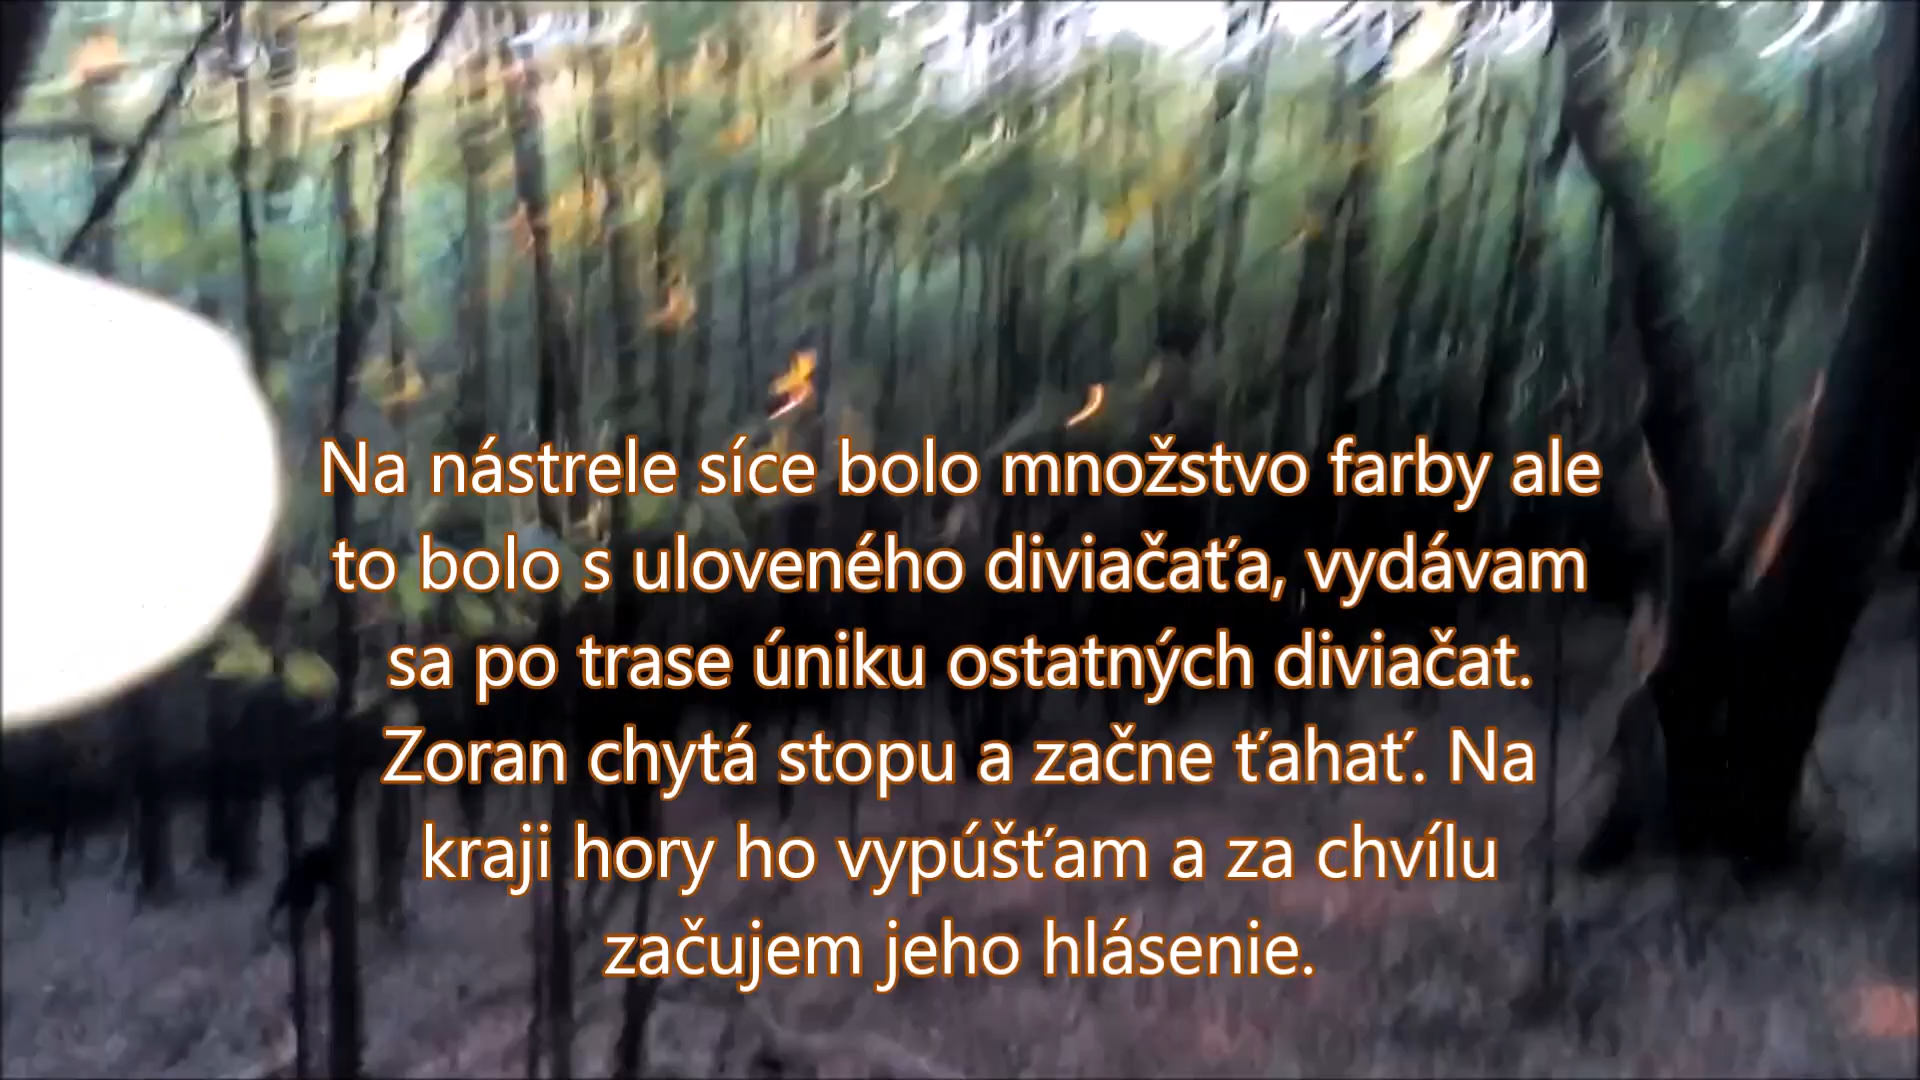 Na nástrele síce bolo množstvo farby ale
to bolo s uloveného diviačaťa, vydávam
sa po trase úniku ostatných diviačat.
Zoran chytá stopu a začne ťahať. Na
kraji hory ho vypúšťam a za chvílu
začujem jeho hlásenie.